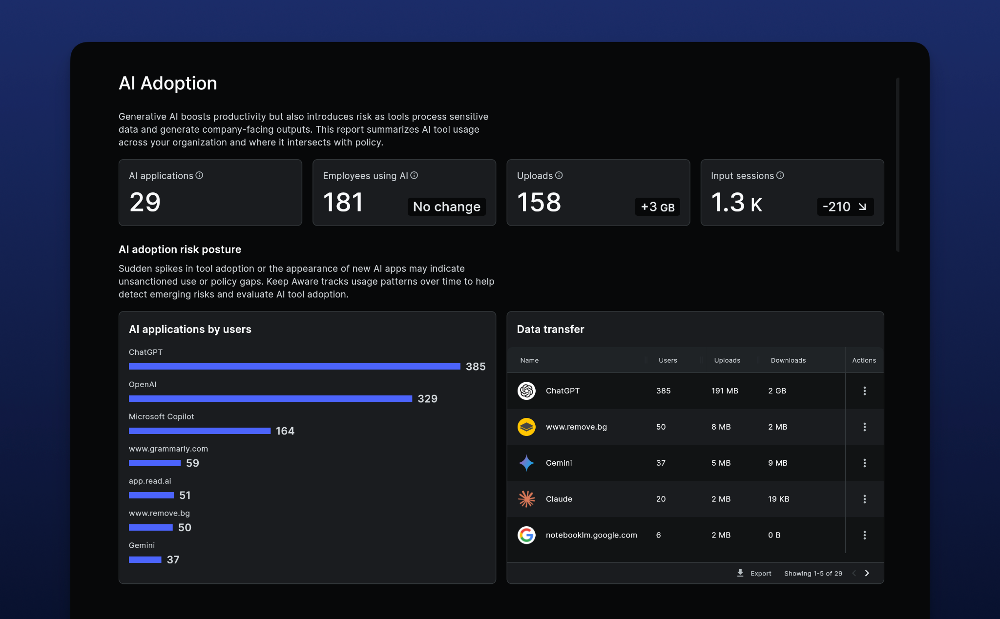 AI Adoption
Generative AI boosts productivity but also introduces risk as tools process sensitive
data and generate company-facing outputs. This report summarizes AI tool usage
across your organization and where it intersects with policy.
AI applications
29
Employees using AI
181
No change
Uploads
158
+3 GB
Input sessions
1.3 K
-210
AI adoption risk posture
Sudden spikes in tool adoption or the appearance of new AI apps may indicate
unsanctioned use or policy gaps. Keep Aware tracks usage patterns over time to help
detect emerging risks and evaluate AI tool adoption.
AI applications by users
ChatGPT
385
OpenAI
329
Microsoft Copilot
164
www.grammarly.com
59
app.read.ai
51
www.remove.bg
50
Gemini
37
Data transfer
Name Users Uploads Downloads Actions
ChatGPT 385 191 MB 2 GB
www.remove.bg 50 8 MB 2 MB
Gemini 37 5 MB 9 MB
Claude 20 2 MB 19 KB
notebooklm.google.com 6 2 MB 0 B
Export Showing 1-5 of 29